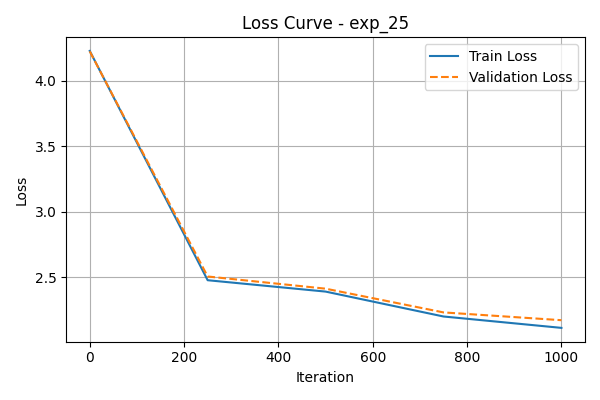 Loss Curve - exp_25
Train Loss
Validation Loss
4.0
3.5
3.0
2.5
Loss
0 200 400 600 800 1000
Iteration